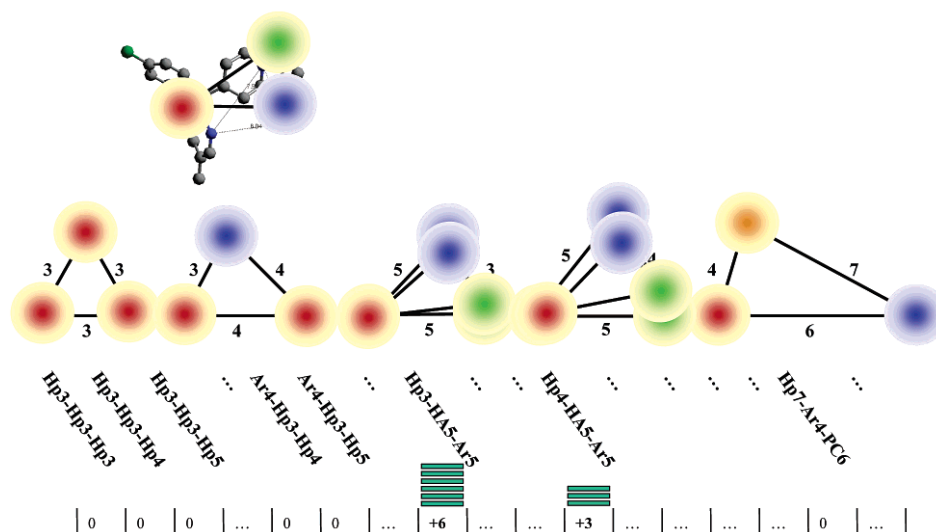 3 3 3 4 5 3 5 4 4 7
3 4 5 5 6
Hp3-Hp3-Hp3
Hp3-Hp3-Hp4
Hp3-Hp3-Hp5
...
Ar4-Hp3-Hp4
Ar4-Hp3-Hp5
...
Hp3-HA5-Ar5
...
...
Hp4-HA5-Ar5
...
...
...
...
Hp7-Ar4-PC6
...
0 0 0 ... 0 0 ... +6 ... ... +3 ... ... ... ... 0 ...